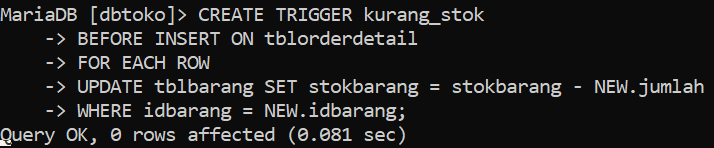 MariaDB [dbtoko]> CREATE TRIGGER kurang_stok
    -> BEFORE INSERT ON tblorderdetail
    -> FOR EACH ROW
    -> UPDATE tblbarang SET stokbarang = stokbarang - NEW.jumlah
    -> WHERE idbarang = NEW.idbarang;
Query OK, 0 rows affected (0.081 sec)